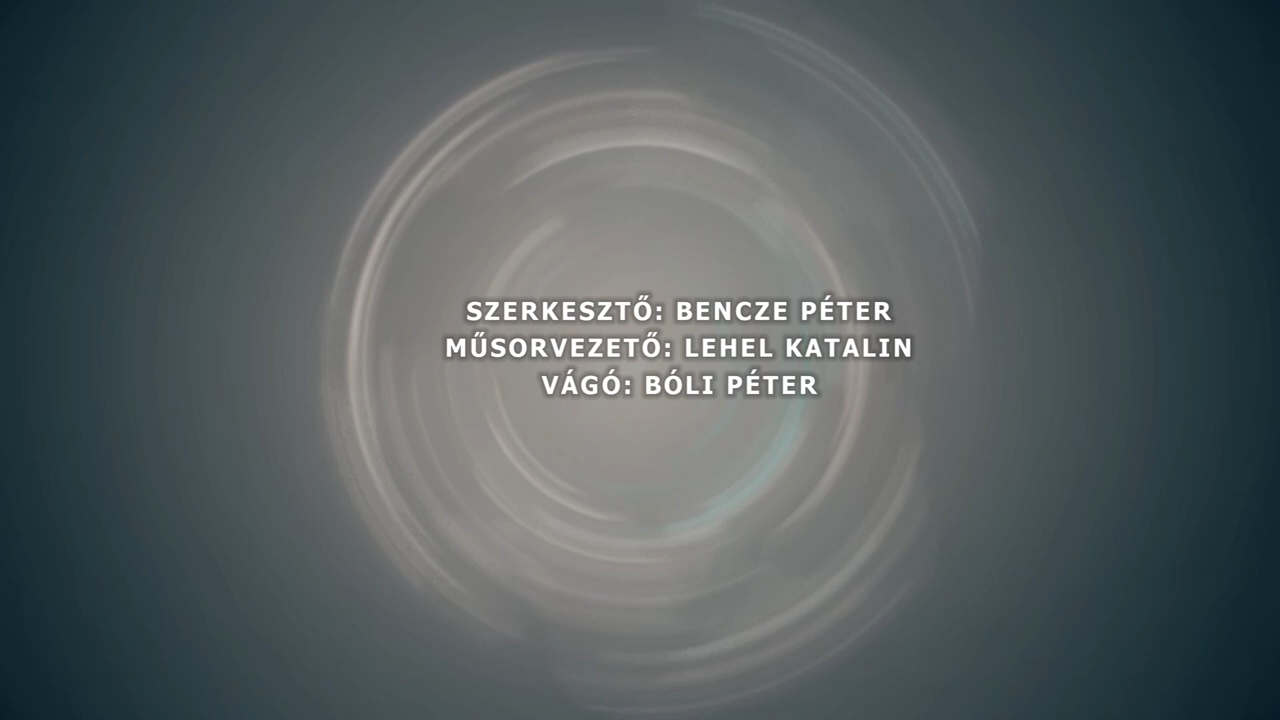 SZERKESZTŐ: BENCZE PÉTER
MŰSORVEZETŐ: LEHEL KATALIN
VÁGÓ: BÓLI PÉTER